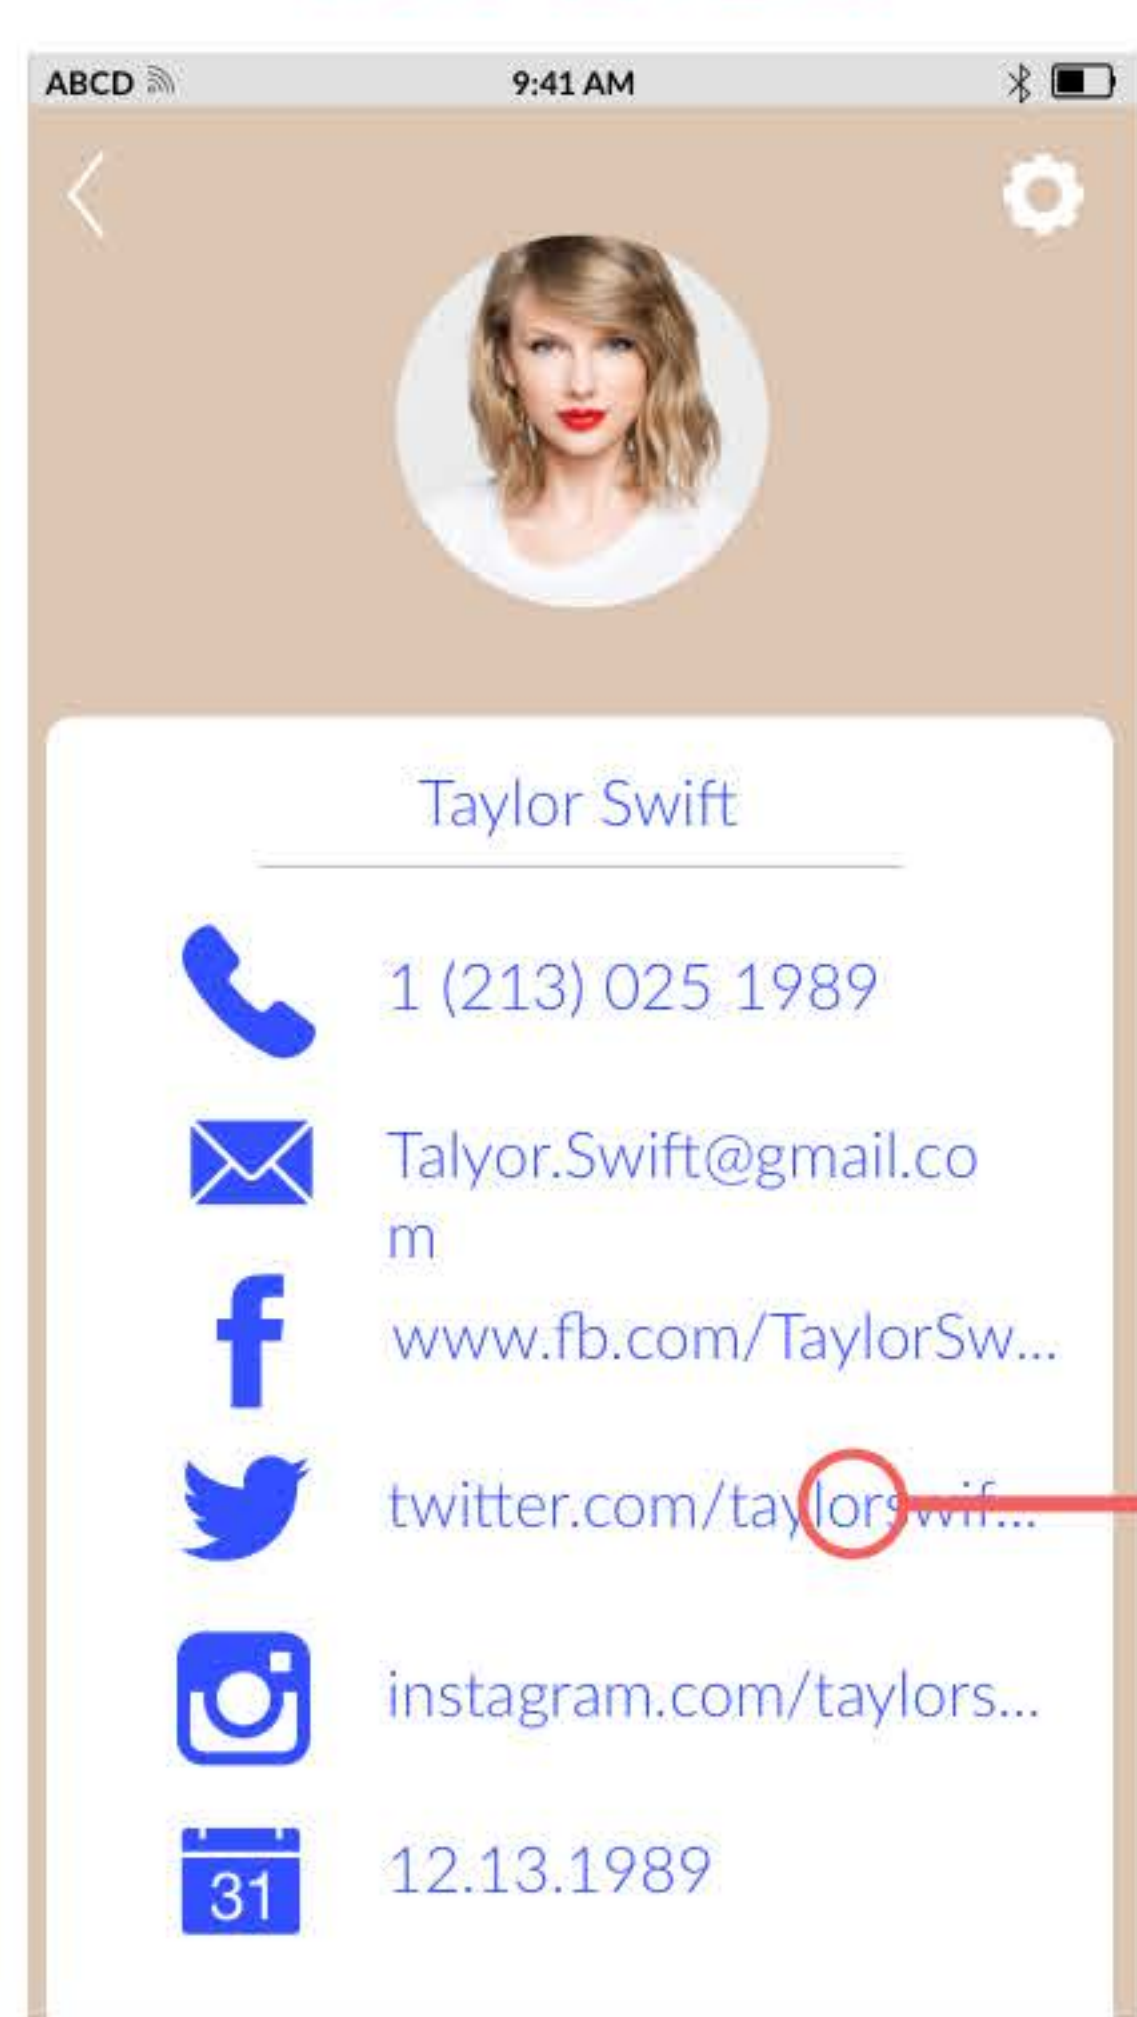 ABCD 9:41 AM
Taylor Swift
1 (213) 025 1989
Talyor.Swift@gmail.co
m
www.fb.com/TaylorSw...
twitter.com/taylorswif...
instagram.com/taylors...
31 12.13.1989